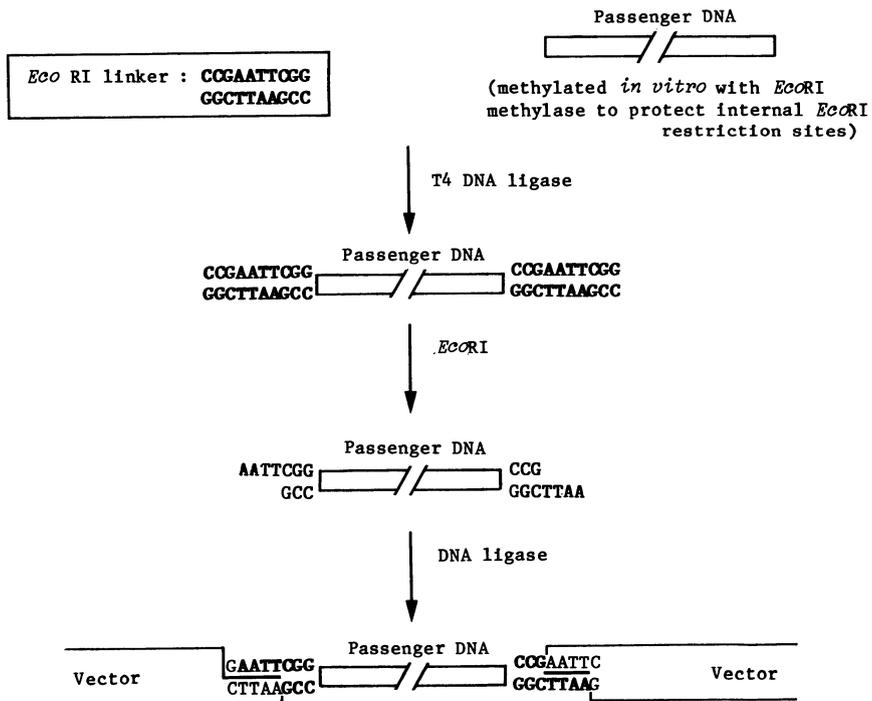 Eco RI linker : CCGAATTCGG
GGCTTAAGCC
Passenger DNA
(methylated in vitro with EcoRI
methylase to protect internal EcoRI
restriction sites)
T4 DNA ligase
Passenger DNA
CCGAATTCGG CCGAATTCGG
GGCTTAAGCC GGCTTAAGCC
EcoRI
Passenger DNA
AATTCGG CCG
GCC GGCTTAA
DNA ligase
Passenger DNA
GAATTCGG CCGAATTC
Vector CTTAAGCC GGCTTAAG Vector